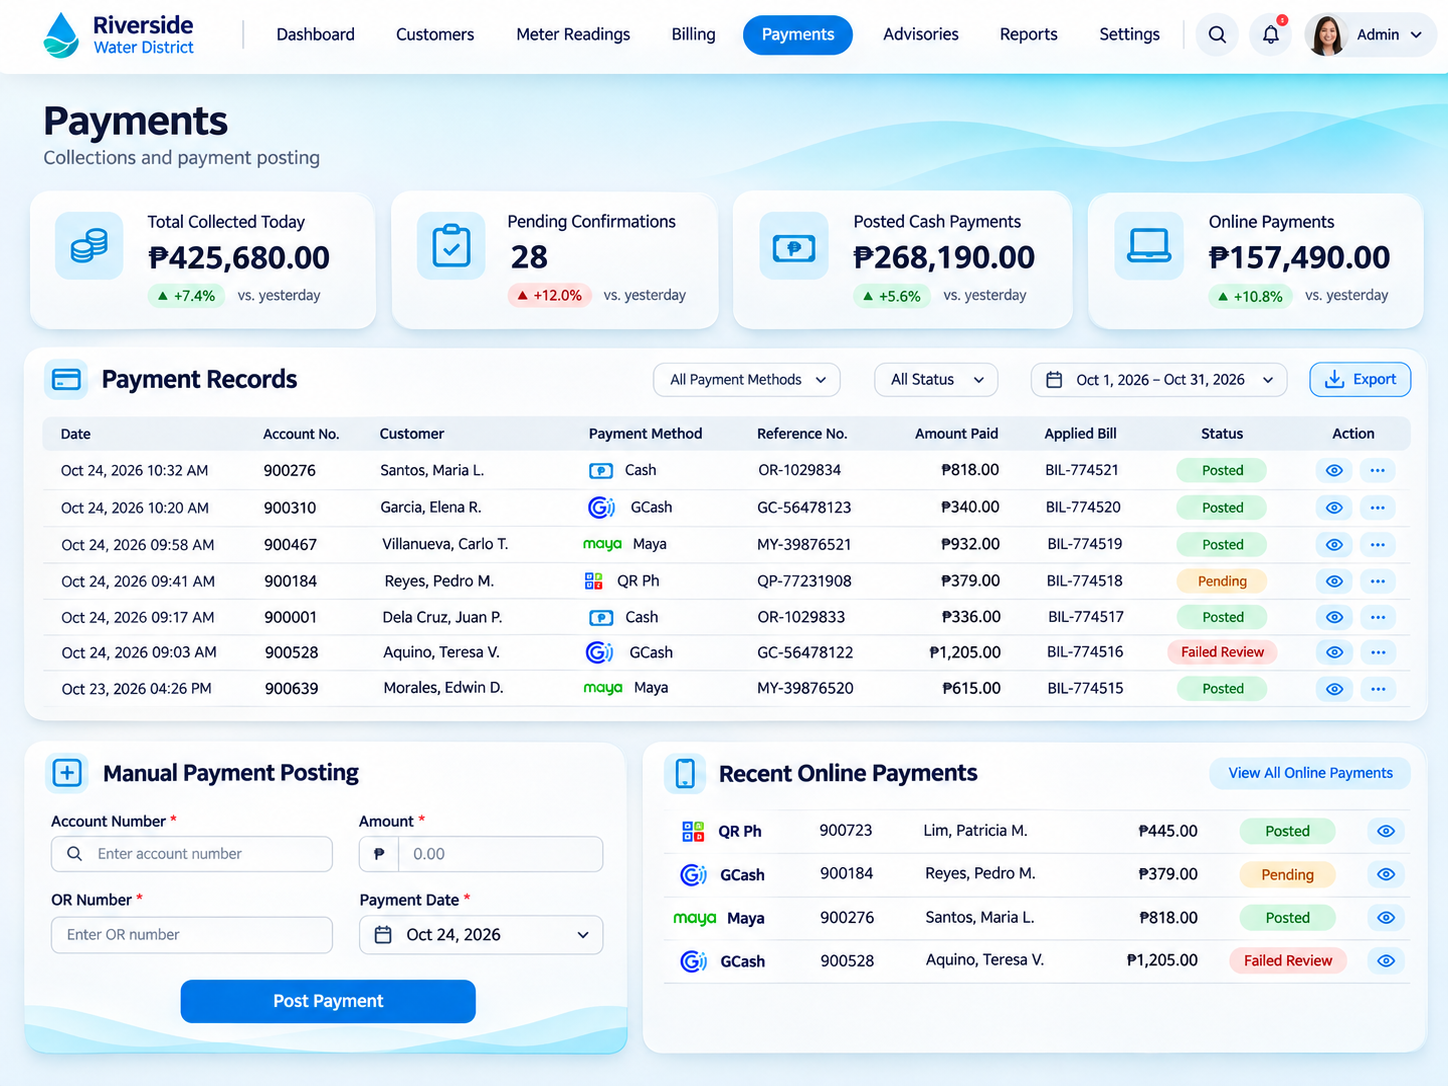 Riverside
Water District
Dashboard Customers Meter Readings Billing Payments Advisories Reports Settings Admin
Payments
Collections and payment posting
Total Collected Today
₱425,680.00
▲ +7.4% vs. yesterday
Pending Confirmations
28
▲ +12.0% vs. yesterday
Posted Cash Payments
₱268,190.00
▲ +5.6% vs. yesterday
Online Payments
₱157,490.00
▲ +10.8% vs. yesterday
Payment Records
All Payment Methods All Status Oct 1, 2026 – Oct 31, 2026 Export
Date Account No. Customer Payment Method Reference No. Amount Paid Applied Bill Status Action
Oct 24, 2026 10:32 AM 900276 Santos, Maria L. Cash OR-1029834 ₱818.00 BIL-774521 Posted
Oct 24, 2026 10:20 AM 900310 Garcia, Elena R. GCash GC-56478123 ₱340.00 BIL-774520 Posted
Oct 24, 2026 09:58 AM 900467 Villanueva, Carlo T. maya Maya MY-39876521 ₱932.00 BIL-774519 Posted
Oct 24, 2026 09:41 AM 900184 Reyes, Pedro M. QR Ph QP-77231908 ₱379.00 BIL-774518 Pending
Oct 24, 2026 09:17 AM 900001 Dela Cruz, Juan P. Cash OR-1029833 ₱336.00 BIL-774517 Posted
Oct 24, 2026 09:03 AM 900528 Aquino, Teresa V. GCash GC-56478122 ₱1,205.00 BIL-774516 Failed Review
Oct 23, 2026 04:26 PM 900639 Morales, Edwin D. maya Maya MY-39876520 ₱615.00 BIL-774515 Posted
Manual Payment Posting
Account Number * Amount *
Enter account number ₱ 0.00
OR Number * Payment Date *
Enter OR number Oct 24, 2026
Post Payment
Recent Online Payments View All Online Payments
QR Ph 900723 Lim, Patricia M. ₱445.00 Posted
GCash 900184 Reyes, Pedro M. ₱379.00 Pending
maya Maya 900276 Santos, Maria L. ₱818.00 Posted
GCash 900528 Aquino, Teresa V. ₱1,205.00 Failed Review